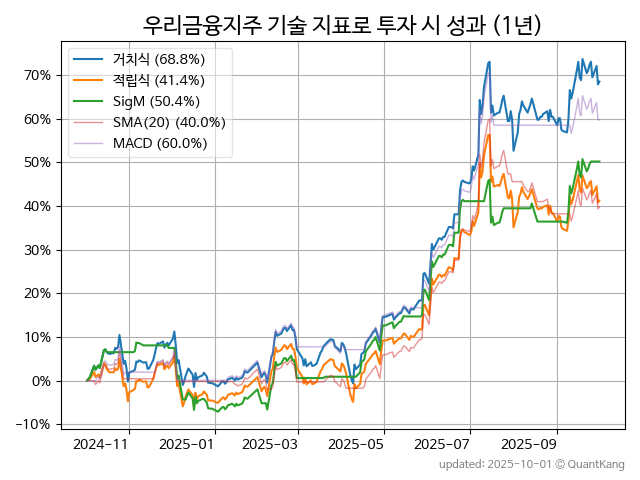 우리금융지주 기술 지표로 투자 시 성과 (1년)
거치식 (68.8%)
적립식 (41.4%)
SigM (50.4%)
SMA(20) (40.0%)
MACD (60.0%)
70%
60%
50%
40%
30%
20%
10%
0%
−10%
2024-11 2025-01 2025-03 2025-05 2025-07 2025-09
updated: 2025-10-01 © QuantKang